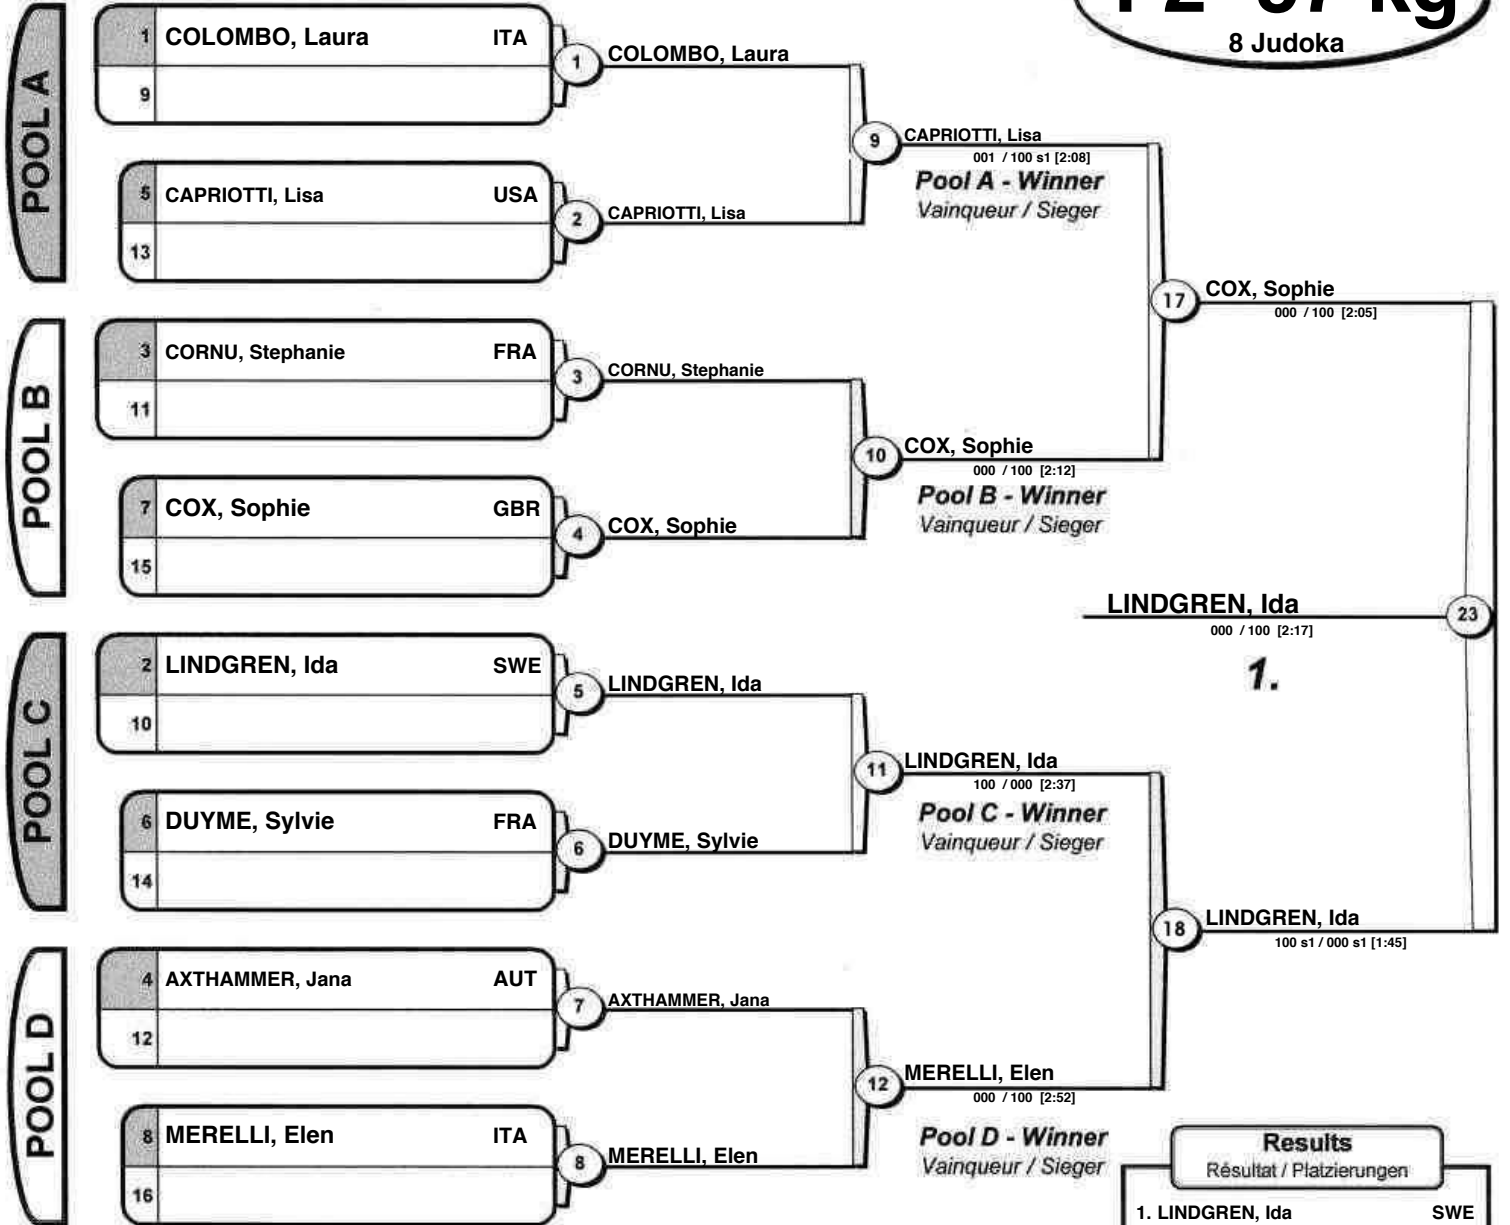 F2 -57 kg
8 Judoka
POOL A
1 COLOMBO, Laura ITA
9
1 COLOMBO, Laura
5 CAPRIOTTI, Lisa USA
13
2 CAPRIOTTI, Lisa
9 CAPRIOTTI, Lisa
001 / 100 s1 [2:08]
Pool A - Winner
Vainqueur / Sieger
POOL B
3 CORNU, Stephanie FRA
11
3 CORNU, Stephanie
7 COX, Sophie GBR
15
4 COX, Sophie
10 COX, Sophie
000 / 100 [2:12]
Pool B - Winner
Vainqueur / Sieger
17 COX, Sophie
000 / 100 [2:05]
POOL C
2 LINDGREN, Ida SWE
10
5 LINDGREN, Ida
6 DUYME, Sylvie FRA
14
6 DUYME, Sylvie
11 LINDGREN, Ida
100 / 000 [2:37]
Pool C - Winner
Vainqueur / Sieger
POOL D
4 AXTHAMMER, Jana AUT
12
7 AXTHAMMER, Jana
8 MERELLI, Elen ITA
16
8 MERELLI, Elen
12 MERELLI, Elen
000 / 100 [2:52]
Pool D - Winner
Vainqueur / Sieger
18 LINDGREN, Ida
100 s1 / 000 s1 [1:45]
LINDGREN, Ida 23
000 / 100 [2:17]
1.
Results
Résultat / Platzierungen
1. LINDGREN, Ida SWE